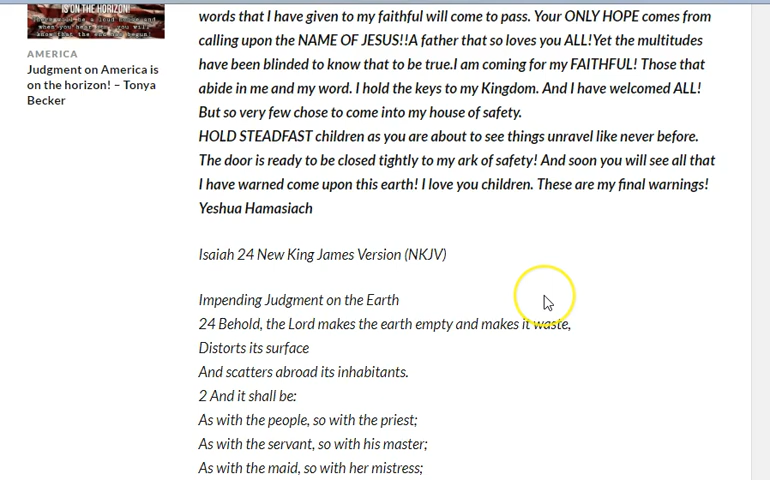 IS ON THE HORIZON!
AMERICA
Judgment on America is
on the horizon! – Tonya
Becker
words that I have given to my faithful will come to pass. Your ONLY HOPE comes from
calling upon the NAME OF JESUS!!A father that so loves you ALL!Yet the multitudes
have been blinded to know that to be true.I am coming for my FAITHFUL! Those that
abide in me and my word. I hold the keys to my Kingdom. And I have welcomed ALL!
But so very few chose to come into my house of safety.
HOLD STEADFAST children as you are about to see things unravel like never before.
The door is ready to be closed tightly to my ark of safety! And soon you will see all that
I have warned come upon this earth! I love you children. These are my final warnings!
Yeshua Hamasiach
Isaiah 24 New King James Version (NKJV)
Impending Judgment on the Earth
24 Behold, the Lord makes the earth empty and makes it waste,
Distorts its surface
And scatters abroad its inhabitants.
2 And it shall be:
As with the people, so with the priest;
As with the servant, so with his master;
As with the maid, so with her mistress;